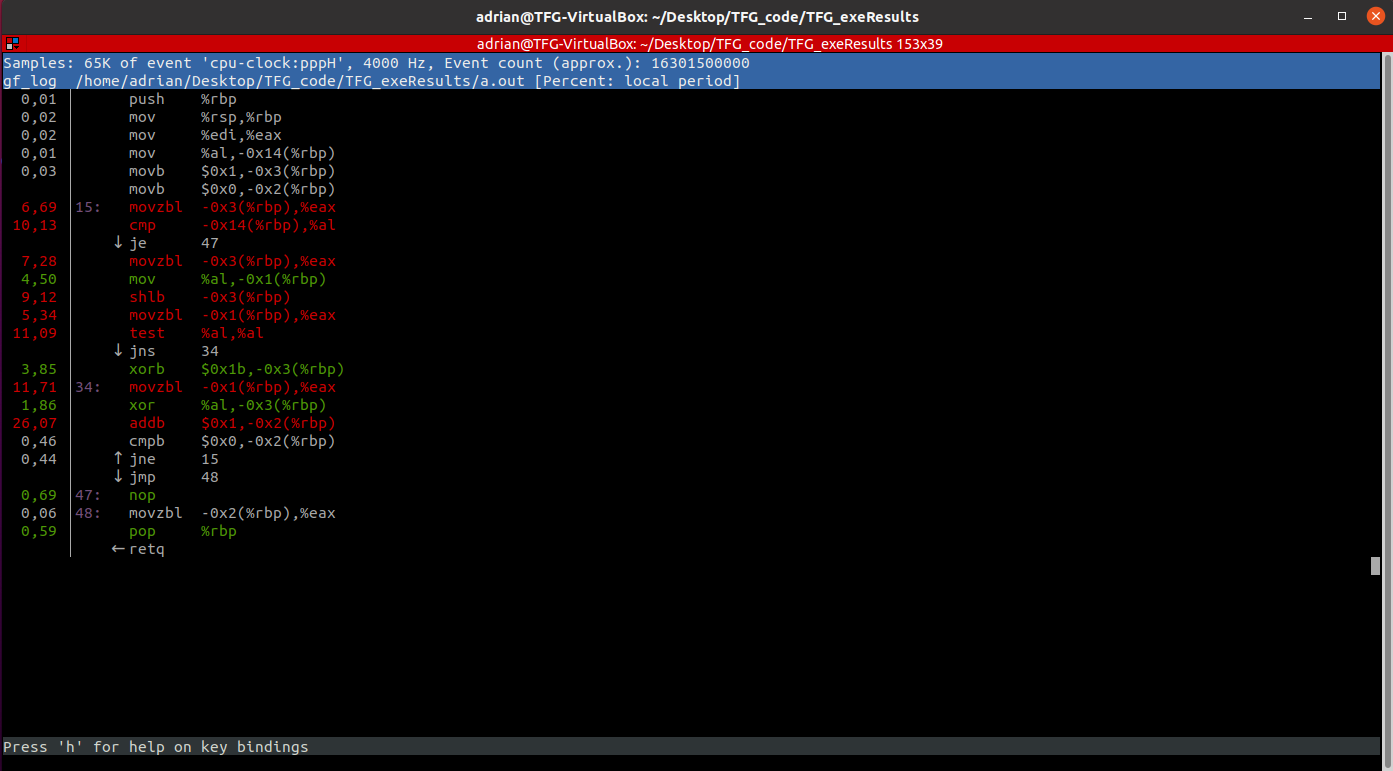 adrian@TFG-VirtualBox: ~/Desktop/TFG_code/TFG_exeResults
adrian@TFG-VirtualBox: ~/Desktop/TFG_code/TFG_exeResults 153x39
Samples: 65K of event 'cpu-clock:pppH', 4000 Hz, Event count (approx.): 16301500000
gf_log  /home/adrian/Desktop/TFG_code/TFG_exeResults/a.out [Percent: local period]
0,01 push %rbp
0,02 mov %rsp,%rbp
0,02 mov %edi,%eax
0,01 mov %al,-0x14(%rbp)
0,03 movb $0x1,-0x3(%rbp)
movb $0x0,-0x2(%rbp)
6,69 15: movzbl -0x3(%rbp),%eax
10,13 cmp -0x14(%rbp),%al
↓ je 47
7,28 movzbl -0x3(%rbp),%eax
4,50 mov %al,-0x1(%rbp)
9,12 shlb -0x3(%rbp)
5,34 movzbl -0x1(%rbp),%eax
11,09 test %al,%al
↓ jns 34
3,85 xorb $0x1b,-0x3(%rbp)
11,71 34: movzbl -0x1(%rbp),%eax
1,86 xor %al,-0x3(%rbp)
26,07 addb $0x1,-0x2(%rbp)
0,46 cmpb $0x0,-0x2(%rbp)
0,44 ↑ jne 15
↓ jmp 48
0,69 47: nop
0,06 48: movzbl -0x2(%rbp),%eax
0,59 pop %rbp
← retq
Press 'h' for help on key bindings